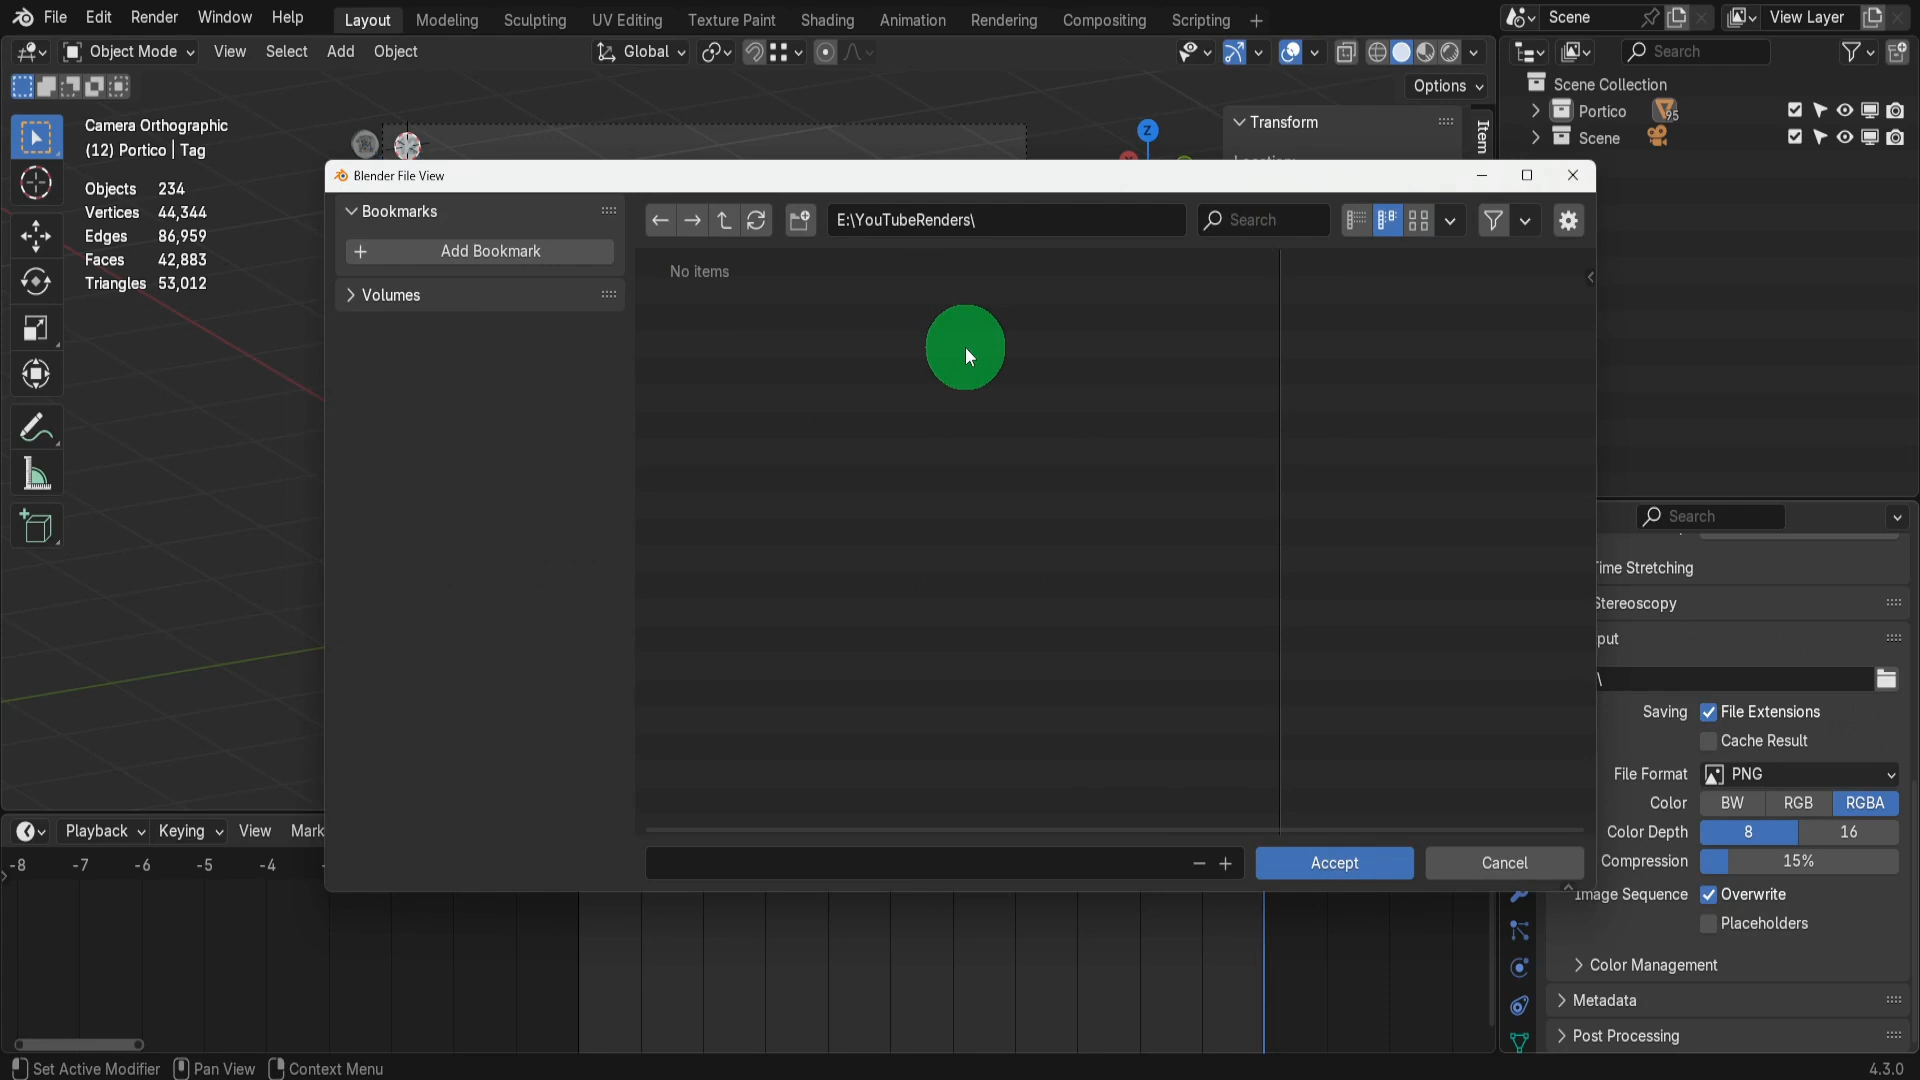 File Edit Render Window Help Layout Modeling Sculpting UV Editing Texture Paint Shading Animation Rendering Compositing Scripting + Scene View Layer
Object Mode View Select Add Object Global Search
Options
Scene Collection
Portico 95
Scene
Camera Orthographic
(12) Portico | Tag
Objects 234
Vertices 44,344
Edges 86,959
Faces 42,883
Triangles 53,012
Z
Transform
Item
Blender File View
Bookmarks
Add Bookmark
Volumes
E:\YouTubeRenders\
Search
No items
Accept
Cancel
Search
Time Stretching
Stereoscopy
put
\
Saving File Extensions
Cache Result
File Format PNG
Color BW RGB RGBA
Color Depth 8 16
Compression 15%
Image Sequence Overwrite
Placeholders
Color Management
Metadata
Post Processing
Playback Keying View Mark
-8 -7 -6 -5 -4
Set Active Modifier Pan View Context Menu
4.3.0